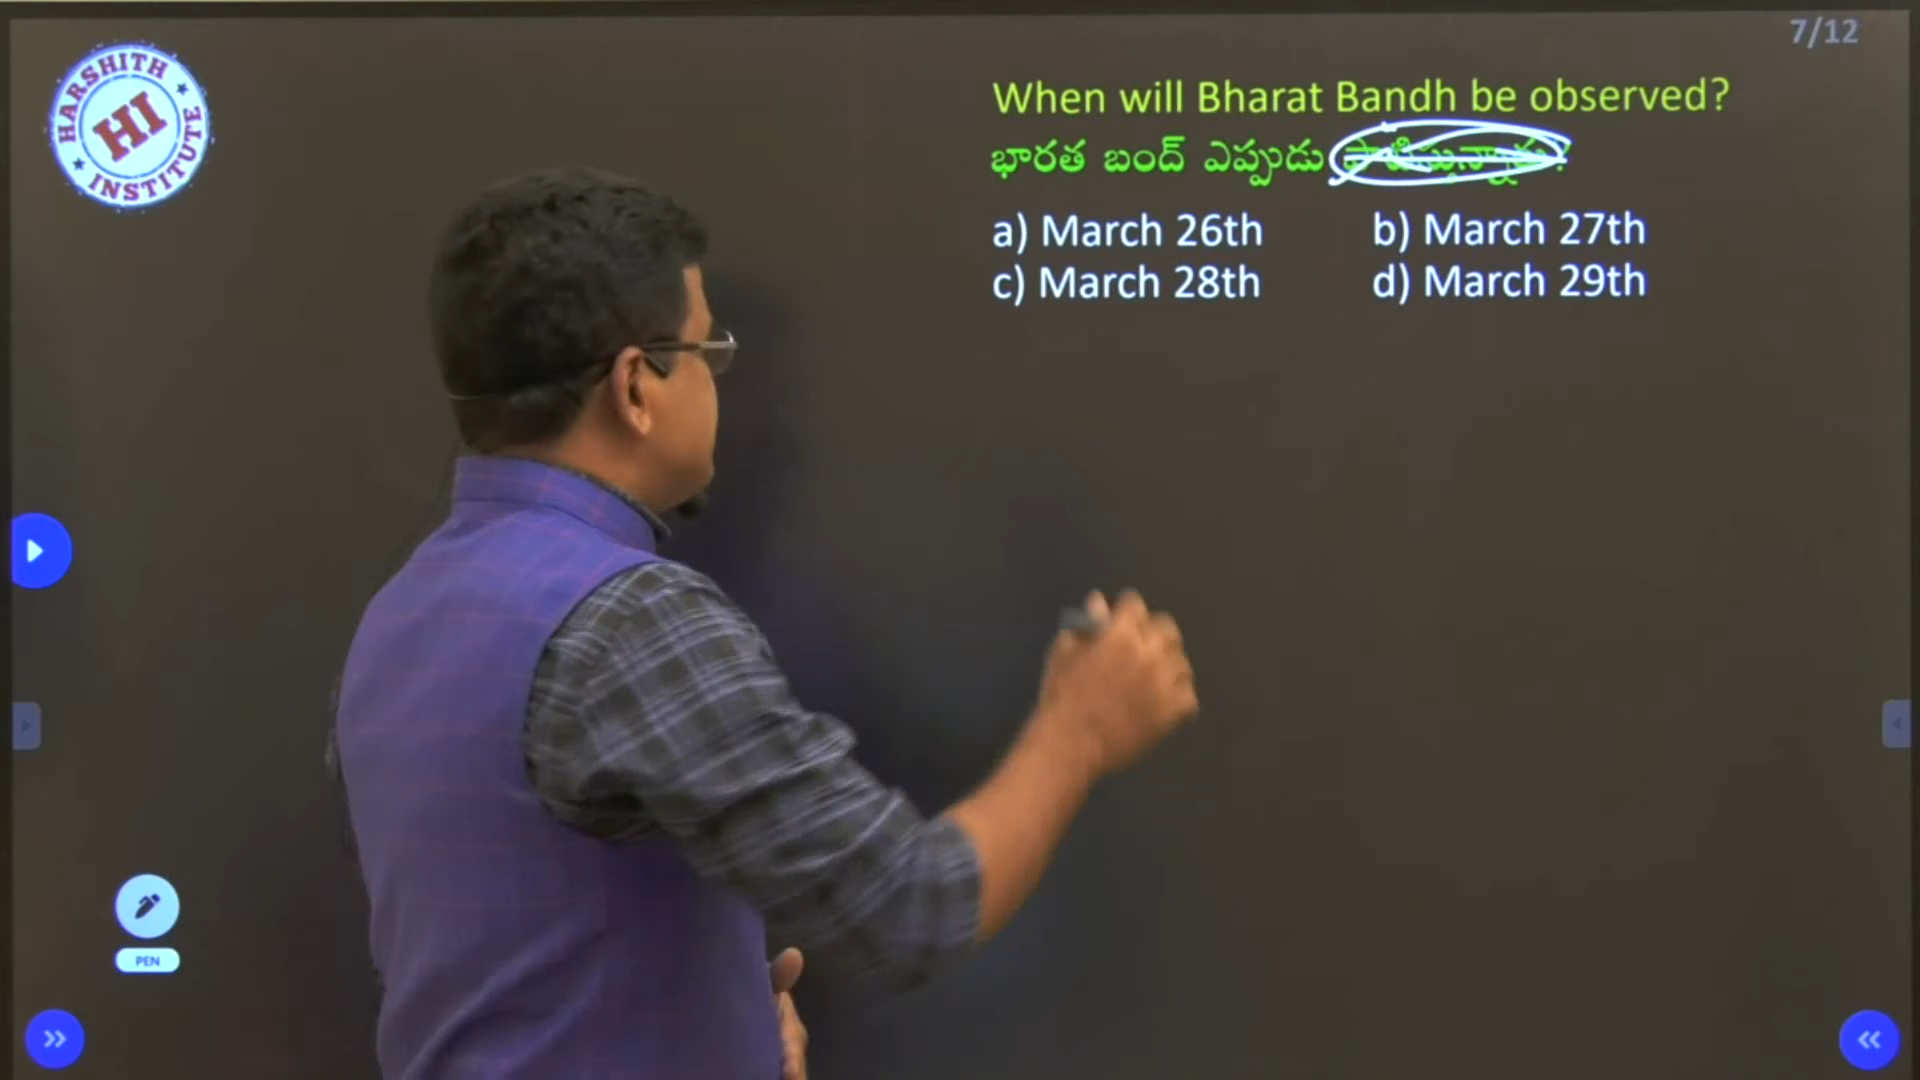 7/12
HARSHITH
HI
INSTITUTE
When will Bharat Bandh be observed?
భారత బంద్ ఎప్పుడు
a) March 26th b) March 27th
c) March 28th d) March 29th
PEN